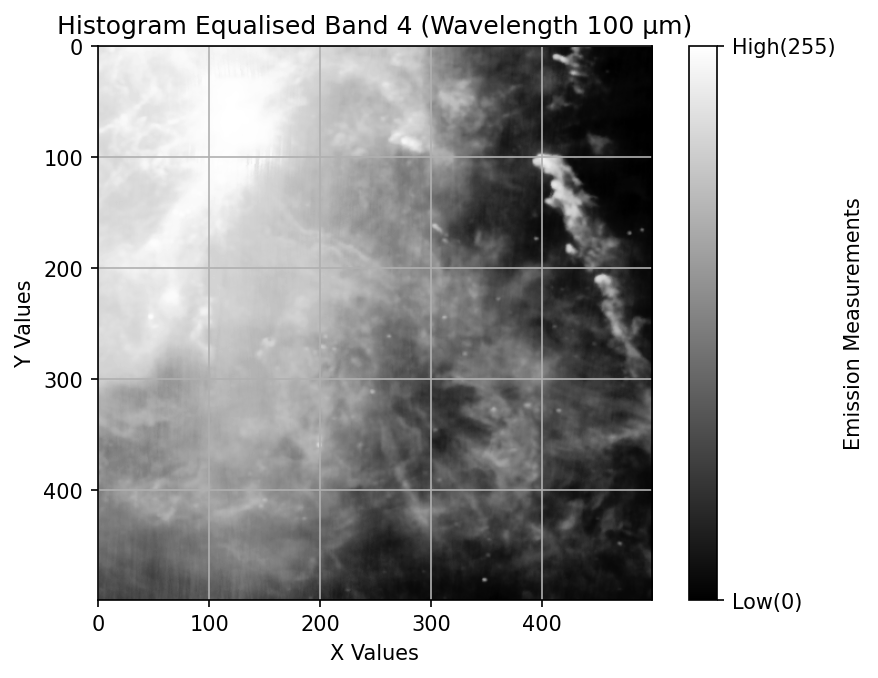 Histogram Equalised Band 4 (Wavelength 100 μm)
0
100
200
300
400
Y Values
0
100
200
300
400
X Values
High(255)
Low(0)
Emission Measurements